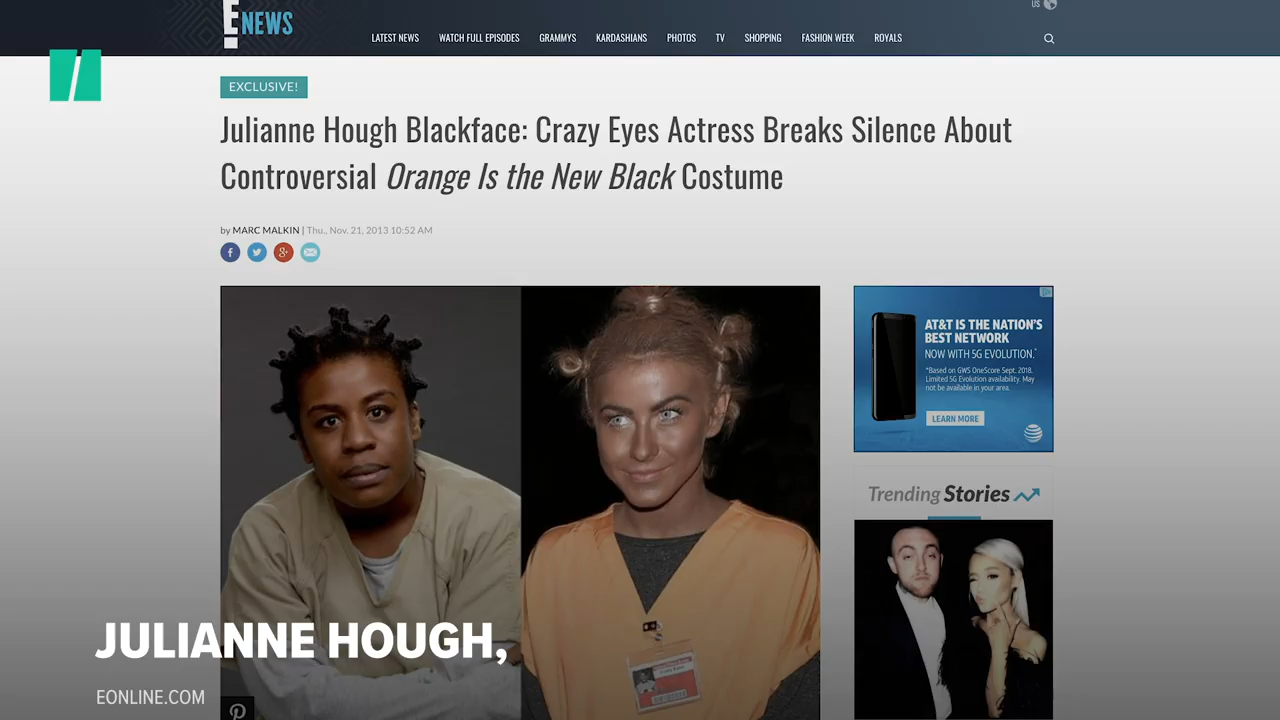 US
E NEWS
LATEST NEWS WATCH FULL EPISODES GRAMMYS KARDASHIANS PHOTOS TV SHOPPING FASHION WEEK ROYALS
EXCLUSIVE!
Julianne Hough Blackface: Crazy Eyes Actress Breaks Silence About
Controversial Orange Is the New Black Costume
by MARC MALKIN | Thu., Nov. 21, 2013 10:52 AM
AT&T IS THE NATION'S
BEST NETWORK
NOW WITH 5G EVOLUTION.*
*Based on GWS OneScore Sept. 2018.
Limited 5G Evolution availability. May
not be available in your area.
LEARN MORE
Trending Stories
JULIANNE HOUGH,
EONLINE.COM